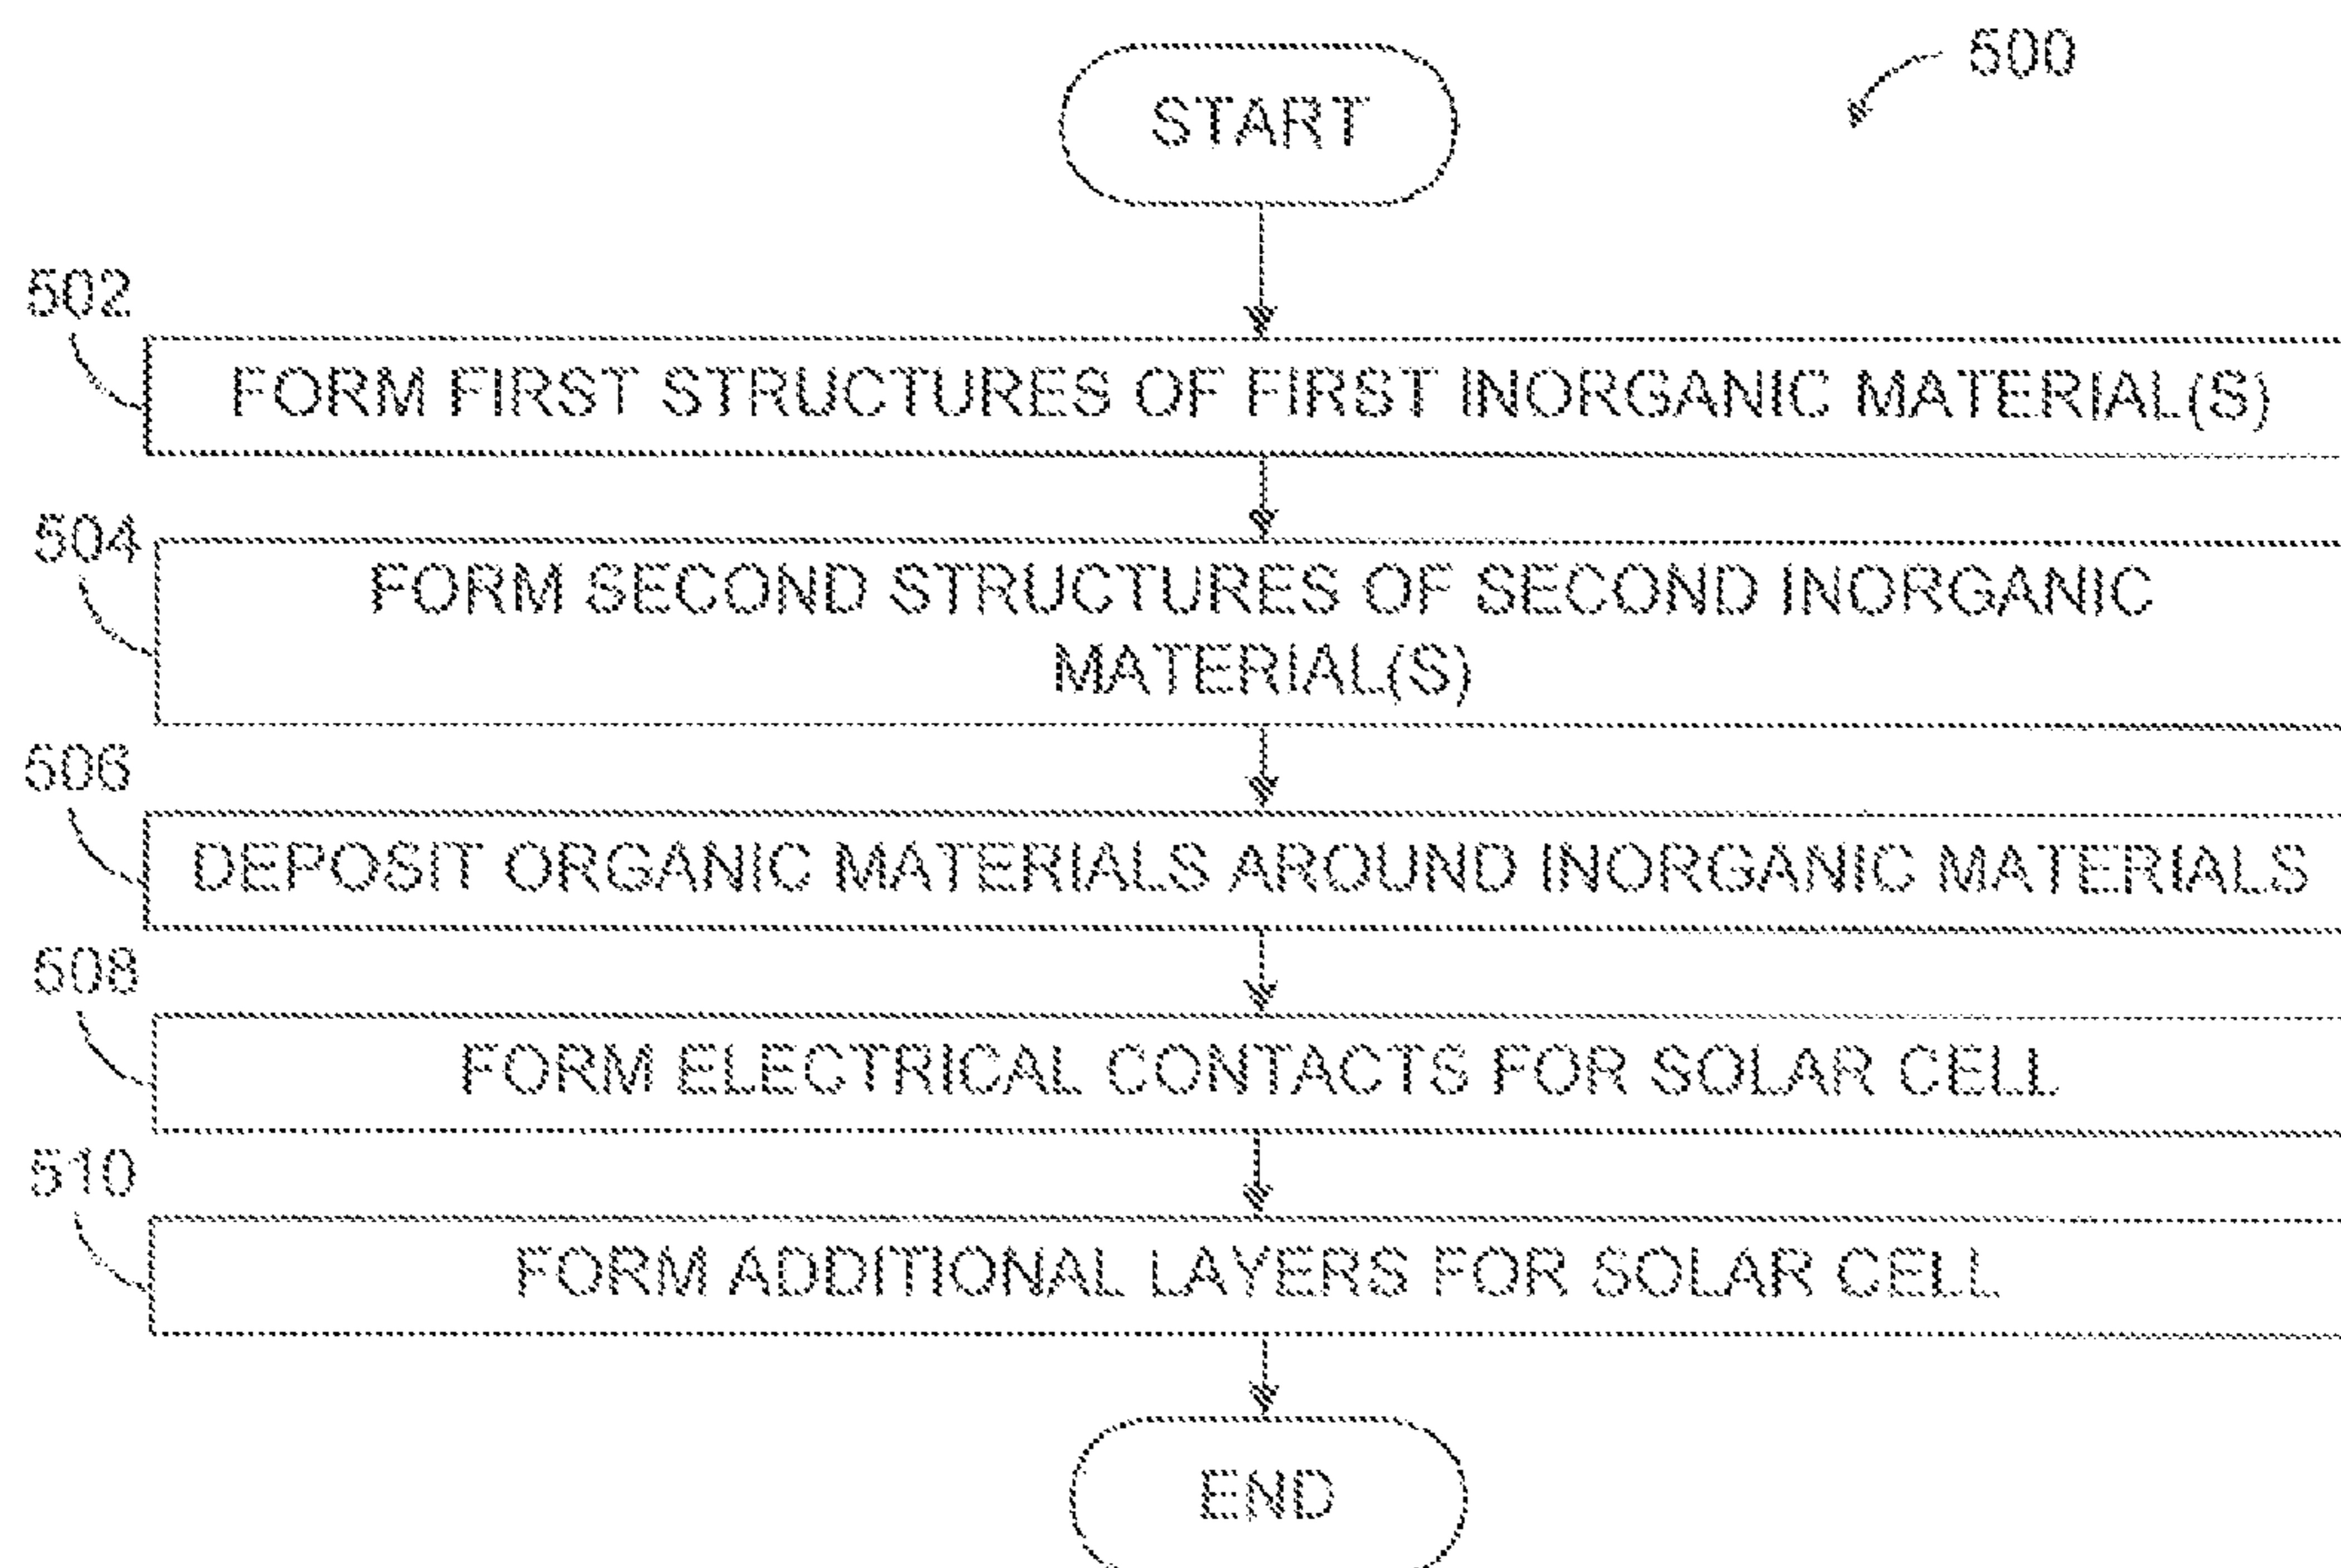 500
START
502
FORM FIRST STRUCTURES OF FIRST INORGANIC MATERIAL(S)
504
FORM SECOND STRUCTURES OF SECOND INORGANIC
MATERIAL(S)
506
DEPOSIT ORGANIC MATERIALS AROUND INORGANIC MATERIALS
508
FORM ELECTRICAL CONTACTS FOR SOLAR CELL
510
FORM ADDITIONAL LAYERS FOR SOLAR CELL
END